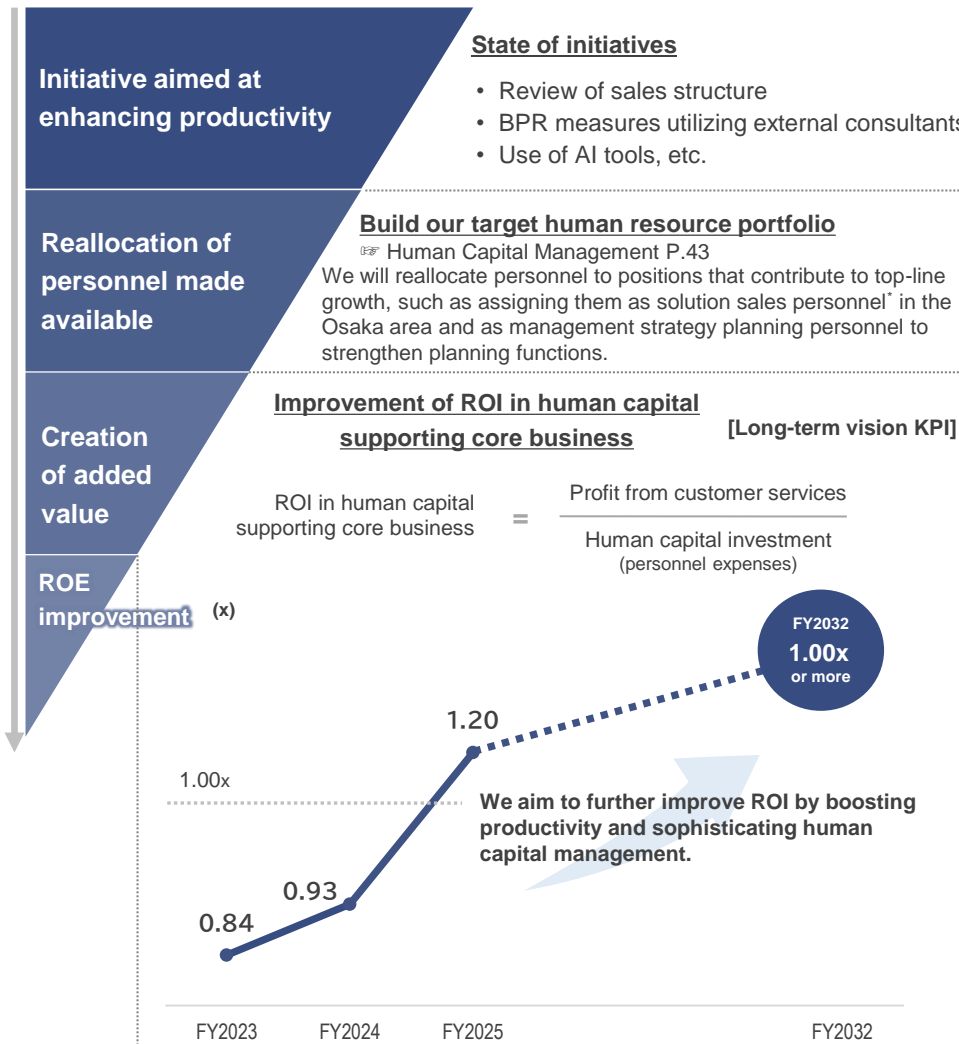 Initiative aimed at
enhancing productivity
State of initiatives
• Review of sales structure
• BPR measures utilizing external consultants
• Use of AI tools, etc.
Reallocation of
personnel made
available
Build our target human resource portfolio
☞ Human Capital Management P.43
We will reallocate personnel to positions that contribute to top-line
growth, such as assigning them as solution sales personnel* in the
Osaka area and as management strategy planning personnel to
strengthen planning functions.
Creation
of added
value
Improvement of ROI in human capital
supporting core business
[Long-term vision KPI]
ROI in human capital
supporting core business
=
Profit from customer services
Human capital investment
(personnel expenses)
ROE
improvement
(x)
FY2032
1.00x
or more
1.20
1.00x
We aim to further improve ROI by boosting
productivity and sophisticating human
capital management.
0.93
0.84
FY2023
FY2024
FY2025
FY2032